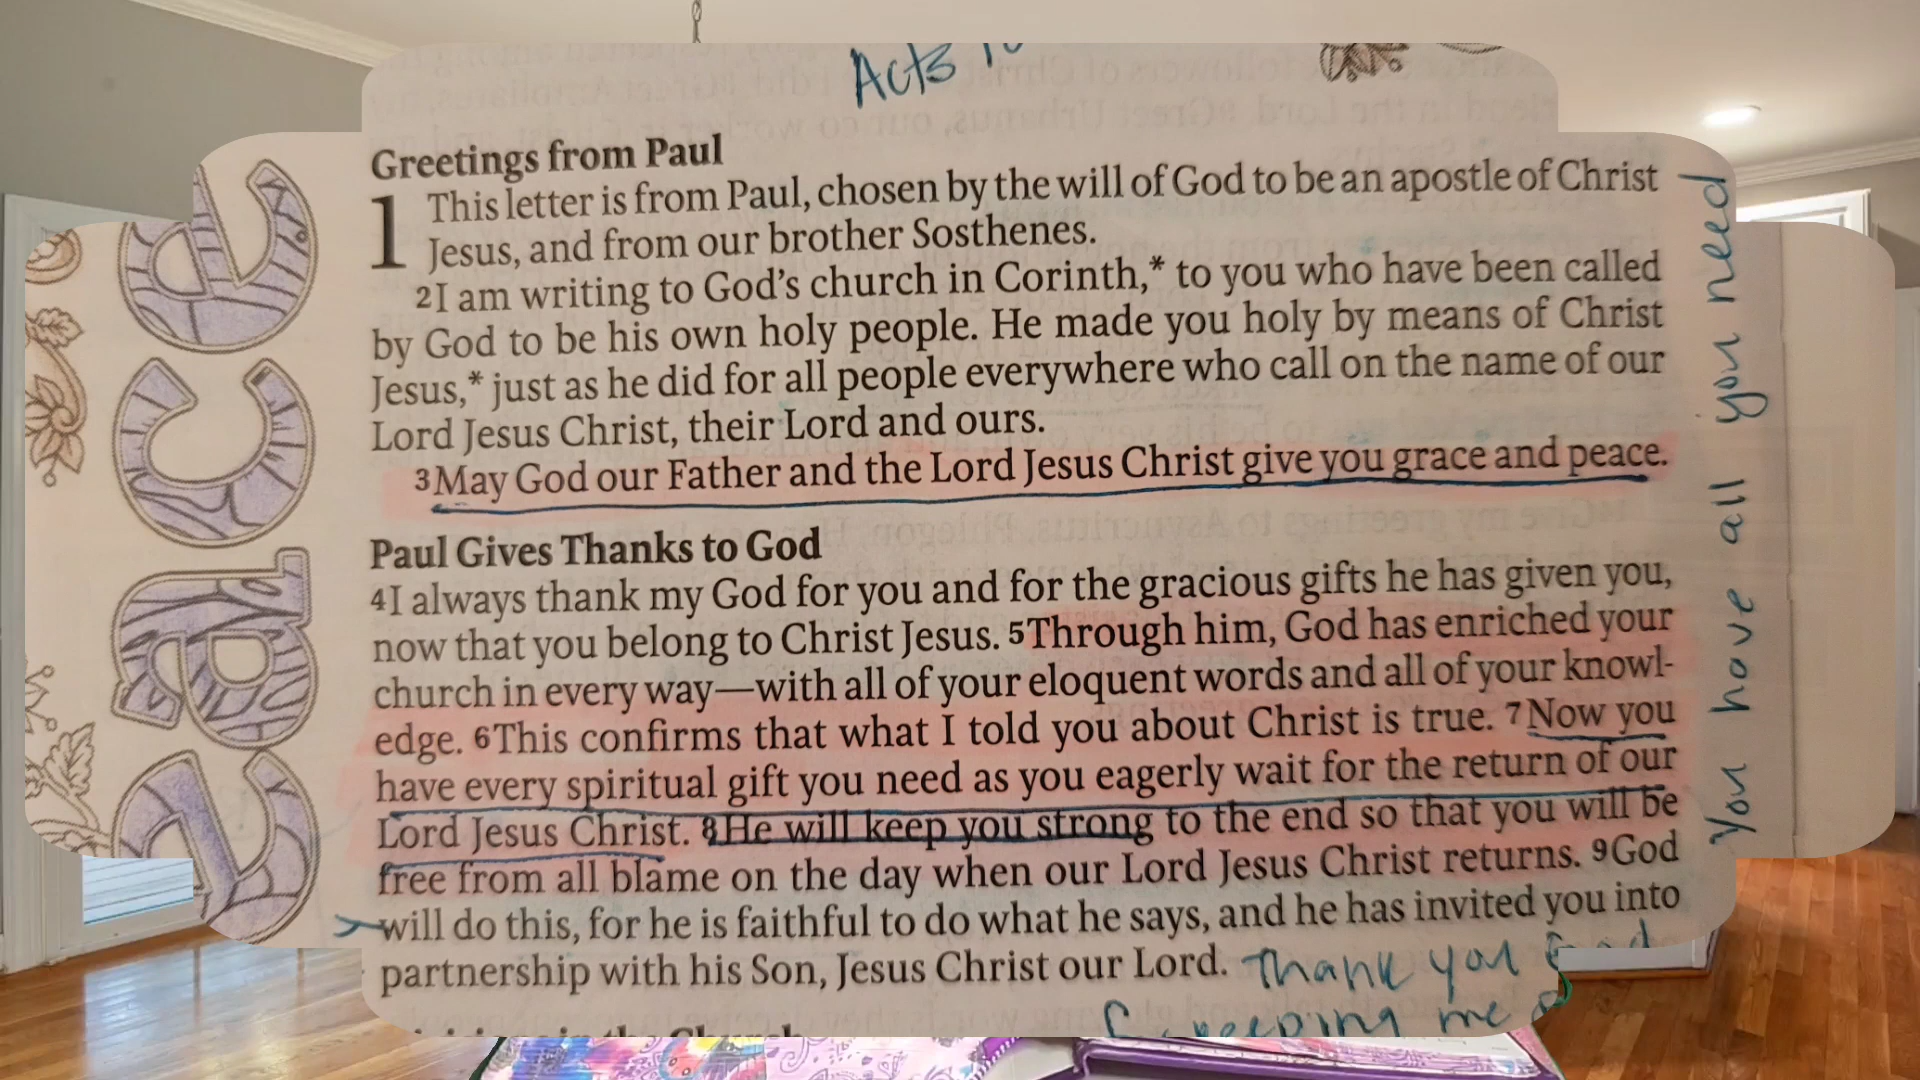 Acts
Greetings from Paul
1 This letter is from Paul, chosen by the will of God to be an apostle of Christ
Jesus, and from our brother Sosthenes.
2I am writing to God's church in Corinth,* to you who have been called
by God to be his own holy people. He made you holy by means of Christ
Jesus,* just as he did for all people everywhere who call on the name of our
Lord Jesus Christ, their Lord and ours.
3May God our Father and the Lord Jesus Christ give you grace and peace.
Paul Gives Thanks to God
4I always thank my God for you and for the gracious gifts he has given you,
now that you belong to Christ Jesus. 5Through him, God has enriched your
church in every way—with all of your eloquent words and all of your knowl-
edge. 6This confirms that what I told you about Christ is true. 7Now you
have every spiritual gift you need as you eagerly wait for the return of our
Lord Jesus Christ. 8He will keep you strong to the end so that you will be
free from all blame on the day when our Lord Jesus Christ returns. 9God
will do this, for he is faithful to do what he says, and he has invited you into
partnership with his Son, Jesus Christ our Lord.
Thank you God
keeping me
in the Church
You have all you need
eace